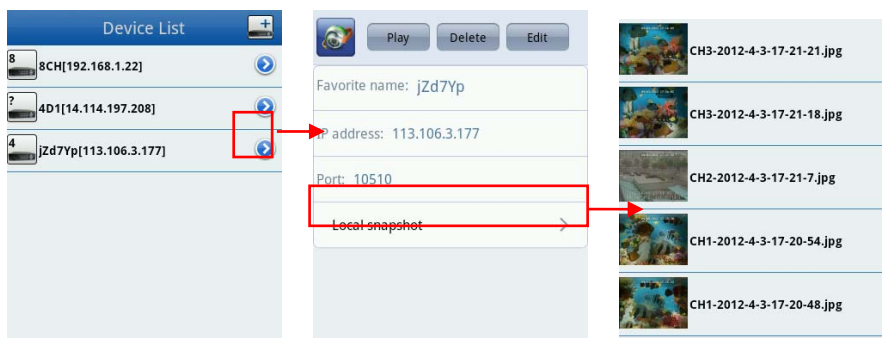 Device List
8
8CH[192.168.1.22]
?
4D1[14.114.197.208]
4
jZd7Yp[113.106.3.177]
Play Delete Edit
Favorite name: jZd7Yp
IP address: 113.106.3.177
Port: 10510
Local snapshot
CH3-2012-4-3-17-21-21.jpg
CH3-2012-4-3-17-21-18.jpg
CH2-2012-4-3-17-21-7.jpg
CH1-2012-4-3-17-20-54.jpg
CH1-2012-4-3-17-20-48.jpg